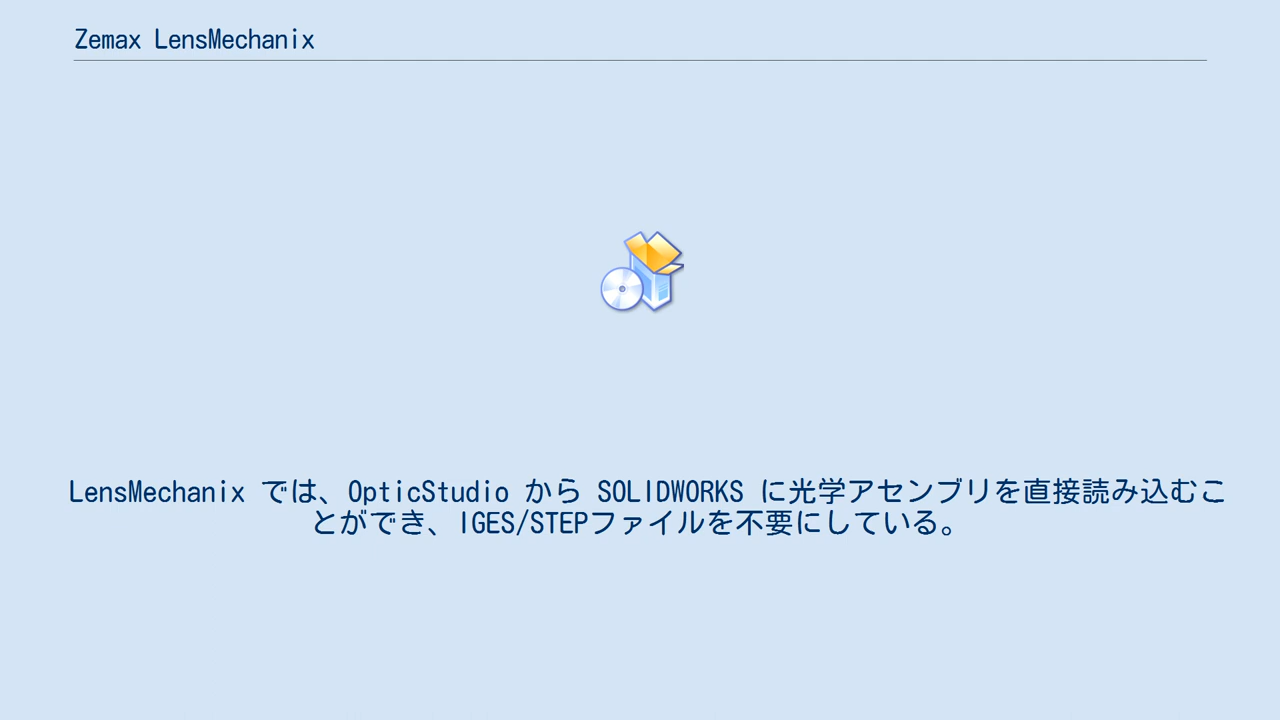 Zemax LensMechanix
LensMechanix では、OpticStudio から SOLIDWORKS に光学アセンブリを直接読み込むこ
とができ、IGES/STEPファイルを不要にしている。